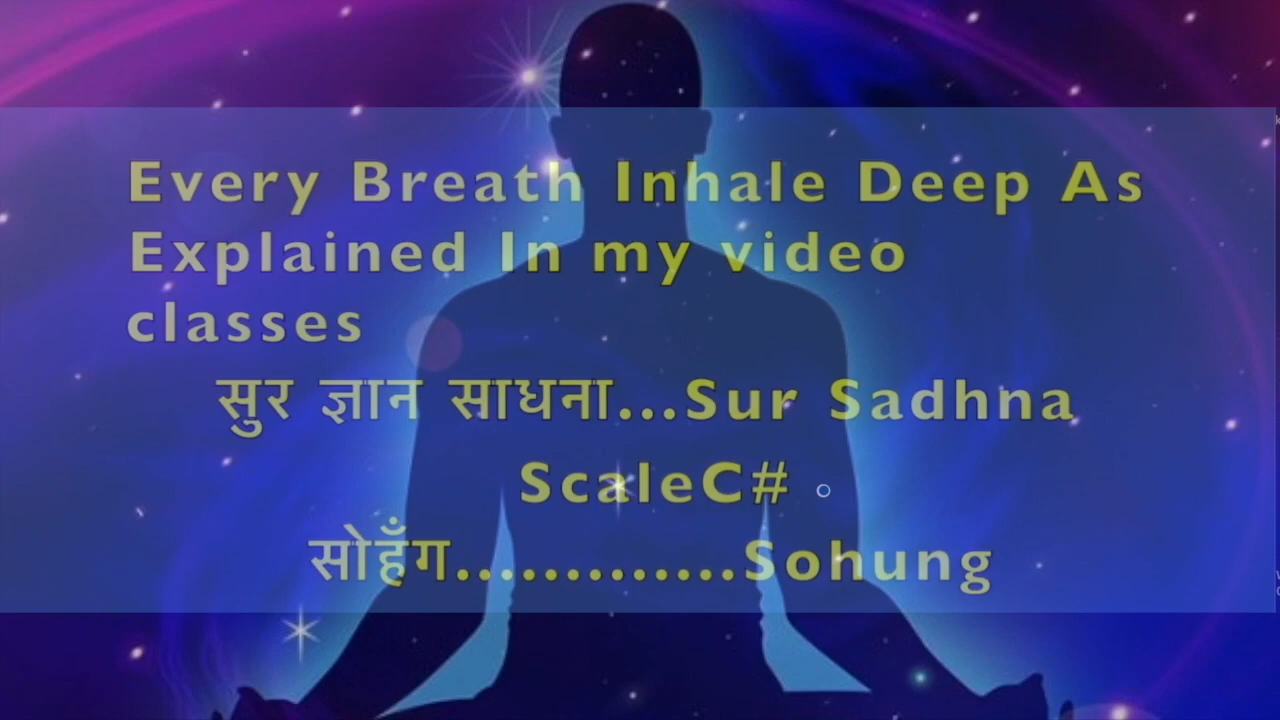 Every Breath Inhale Deep As
Explained In my video
classes
सुर ज्ञान साधना...Sur Sadhna
ScaleC#
सोहँग.............Sohung